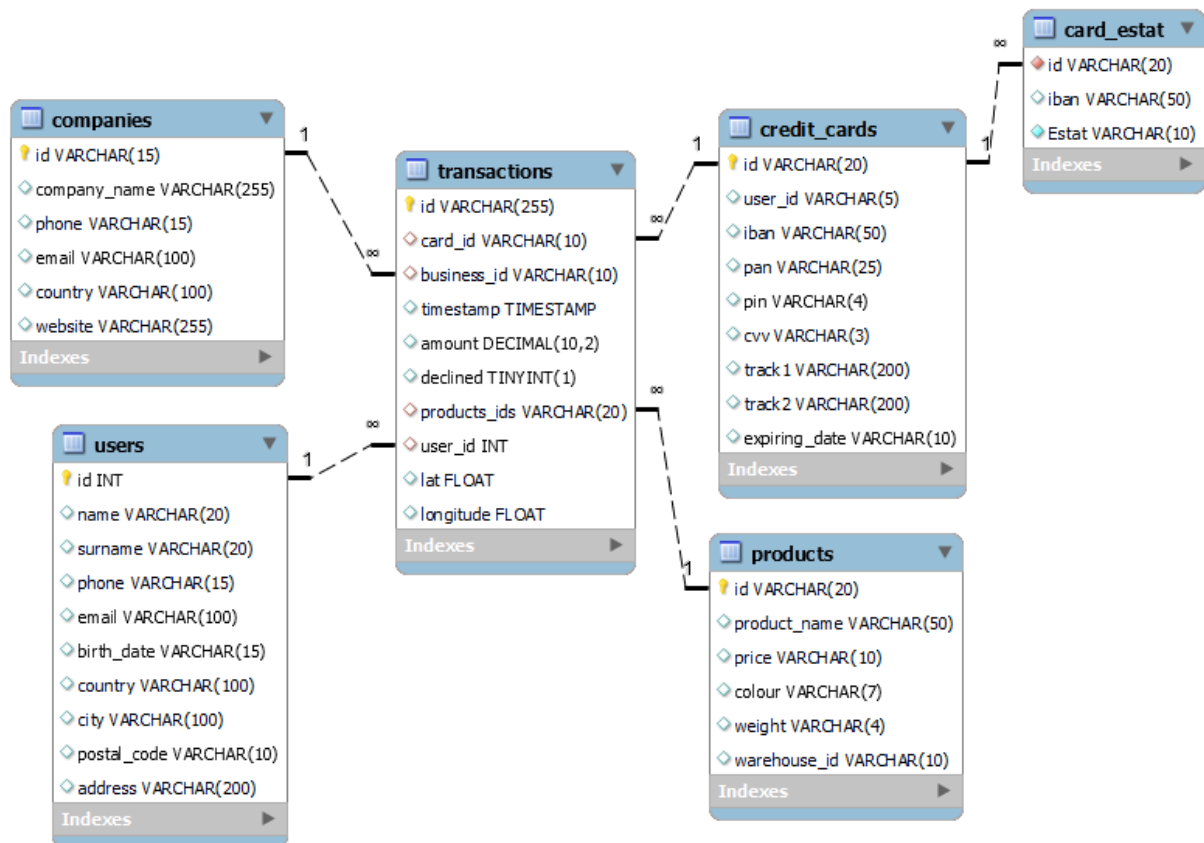 companies
id VARCHAR(15)
company_name VARCHAR(255)
phone VARCHAR(15)
email VARCHAR(100)
country VARCHAR(100)
website VARCHAR(255)
Indexes
1
∞
users
id INT
name VARCHAR(20)
surname VARCHAR(20)
phone VARCHAR(15)
email VARCHAR(100)
birth_date VARCHAR(15)
country VARCHAR(100)
city VARCHAR(100)
postal_code VARCHAR(10)
address VARCHAR(200)
Indexes
1
∞
transactions
id VARCHAR(255)
card_id VARCHAR(10)
business_id VARCHAR(10)
timestamp TIMESTAMP
amount DECIMAL(10,2)
declined TINYINT(1)
products_ids VARCHAR(20)
user_id INT
lat FLOAT
longitude FLOAT
Indexes
∞
1
∞
1
credit_cards
id VARCHAR(20)
user_id VARCHAR(5)
iban VARCHAR(50)
pan VARCHAR(25)
pin VARCHAR(4)
cvv VARCHAR(3)
track1 VARCHAR(200)
track2 VARCHAR(200)
expiring_date VARCHAR(10)
Indexes
1
∞
card_estat
id VARCHAR(20)
iban VARCHAR(50)
Estat VARCHAR(10)
Indexes
products
id VARCHAR(20)
product_name VARCHAR(50)
price VARCHAR(10)
colour VARCHAR(7)
weight VARCHAR(4)
warehouse_id VARCHAR(10)
Indexes